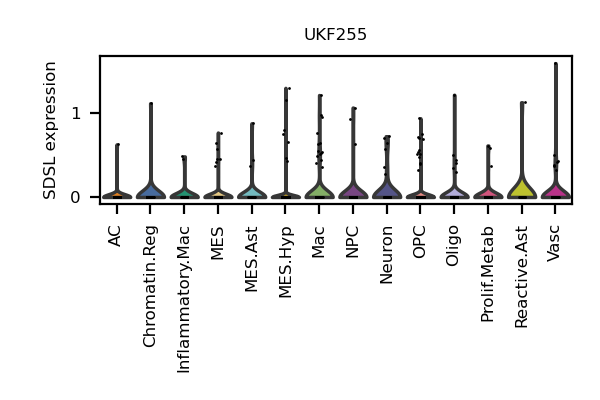 UKF255
SDSL expression
1
0
AC
Chromatin.Reg
Inflammatory.Mac
MES
MES.Ast
MES.Hyp
Mac
NPC
Neuron
OPC
Oligo
Prolif.Metab
Reactive.Ast
Vasc